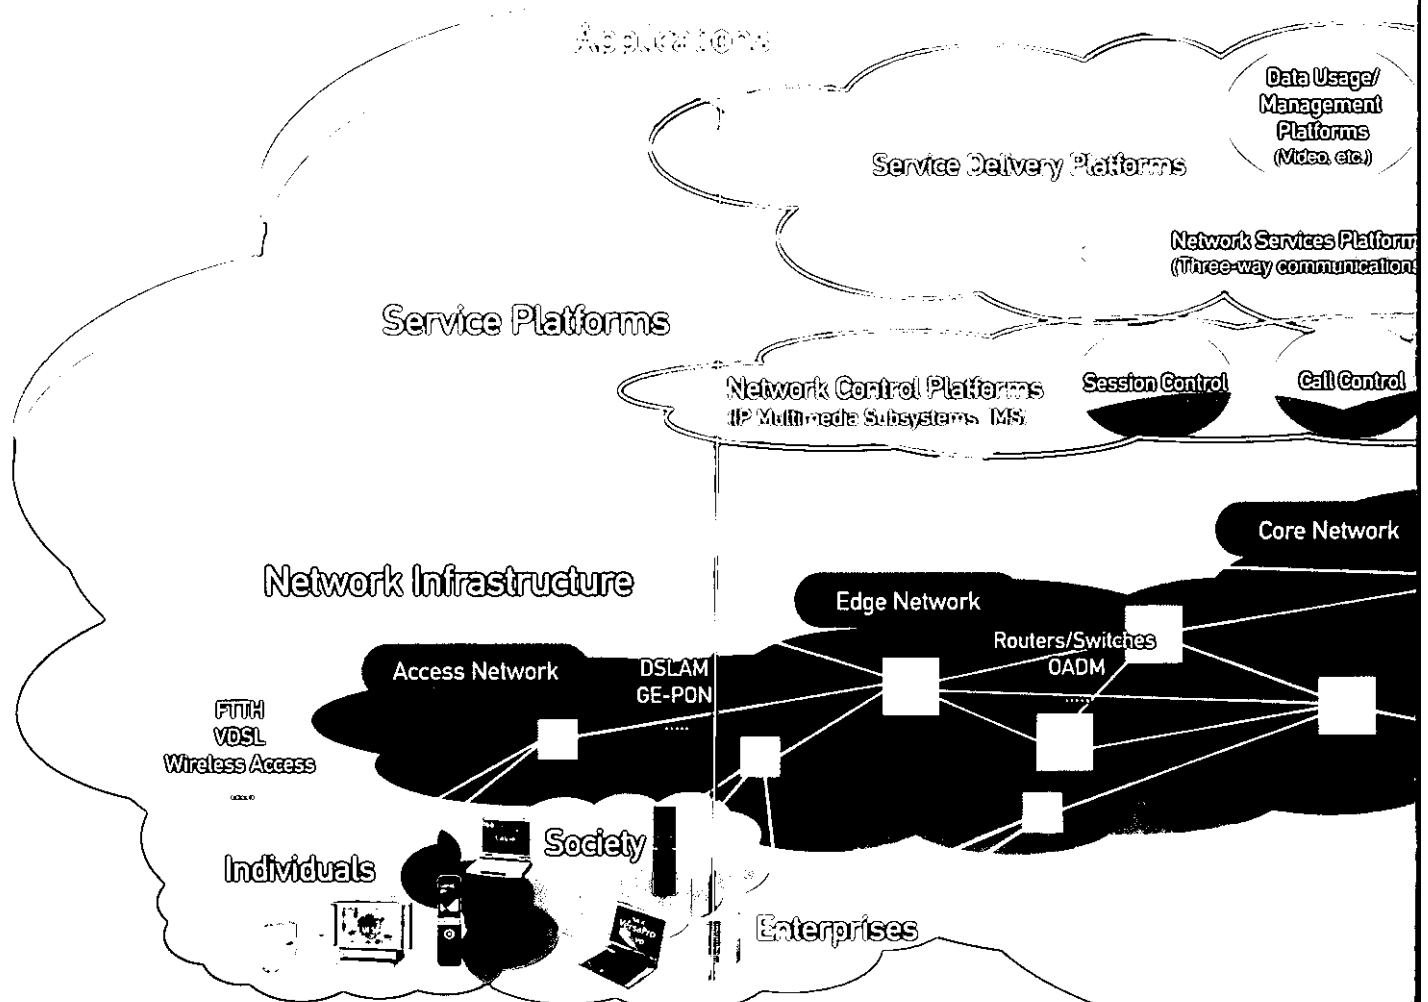 Applications
Data Usage/
Management
Platforms
(Video, etc.)
Service Delivery Platforms
Network Services Platform
(Three-way communications
Service Platforms
Network Control Platforms
(IP Multimedia Subsystems: IMS)
Session Control
Call Control
Core Network
Network Infrastructure
Edge Network
Routers/Switches
OADM
.....
Access Network
DSLAM
GE-PON
.....
FTTH
VDSL
Wireless Access
.....
Society
Individuals
Enterprises